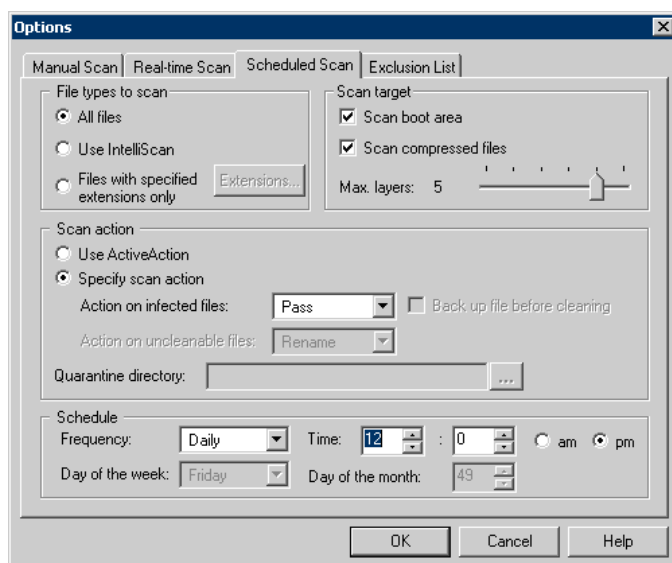 Options
Manual Scan Real-time Scan Scheduled Scan Exclusion List
File types to scan
All files
Use IntelliScan
Files with specified extensions only
Extensions...
Scan target
Scan boot area
Scan compressed files
Max. layers: 5
Scan action
Use ActiveAction
Specify scan action
Action on infected files: Pass Back up file before cleaning
Action on uncleanable files: Rename
Quarantine directory: ...
Schedule
Frequency: Daily Time: 12 : 0 am pm
Day of the week: Friday Day of the month: 49
OK Cancel Help